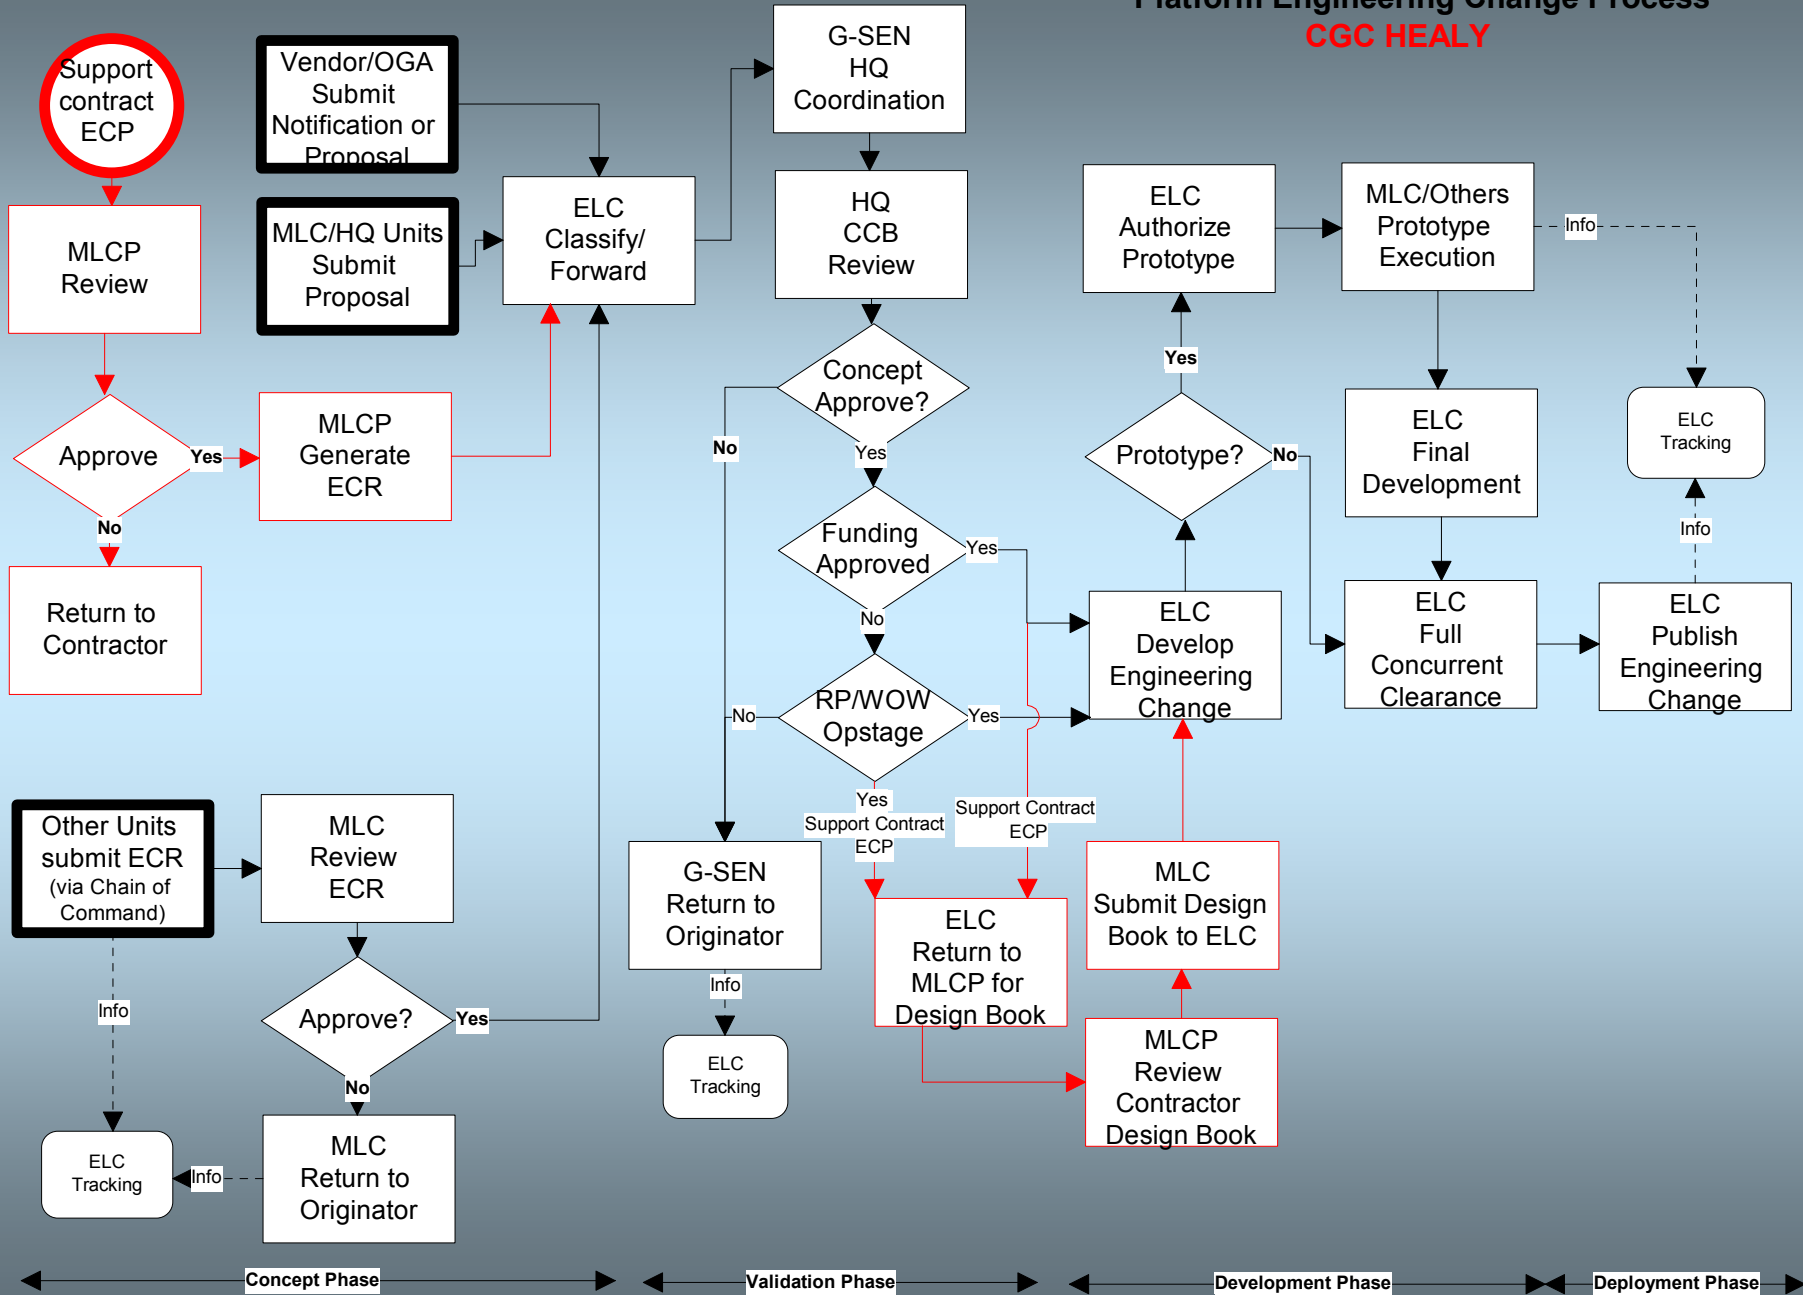 Platform Engineering Change Process
CGC HEALY
Support
contract
ECP
MLCP
Review
Approve
Yes
No
Return to
Contractor
MLCP
Generate
ECR
Vendor/OGA
Submit
Notification or
Proposal
MLC/HQ Units
Submit
Proposal
ELC
Classify/
Forward
Other Units
submit ECR
(via Chain of
Command)
Info
ELC
Tracking
MLC
Review
ECR
Approve?
Yes
No
MLC
Return to
Originator
Info
G-SEN
HQ
Coordination
HQ
CCB
Review
Concept
Approve?
No
Yes
Funding
Approved
Yes
No
RP/WOW
Opstage
No
Yes
Yes
Support Contract
ECP
Support Contract
ECP
G-SEN
Return to
Originator
Info
ELC
Tracking
ELC
Return to
MLCP for
Design Book
MLCP
Review
Contractor
Design Book
MLC
Submit Design
Book to ELC
ELC
Develop
Engineering
Change
Prototype?
Yes
No
ELC
Authorize
Prototype
MLC/Others
Prototype
Execution
Info
ELC
Final
Development
ELC
Full
Concurrent
Clearance
ELC
Publish
Engineering
Change
Info
ELC
Tracking
Concept Phase
Validation Phase
Development Phase
Deployment Phase